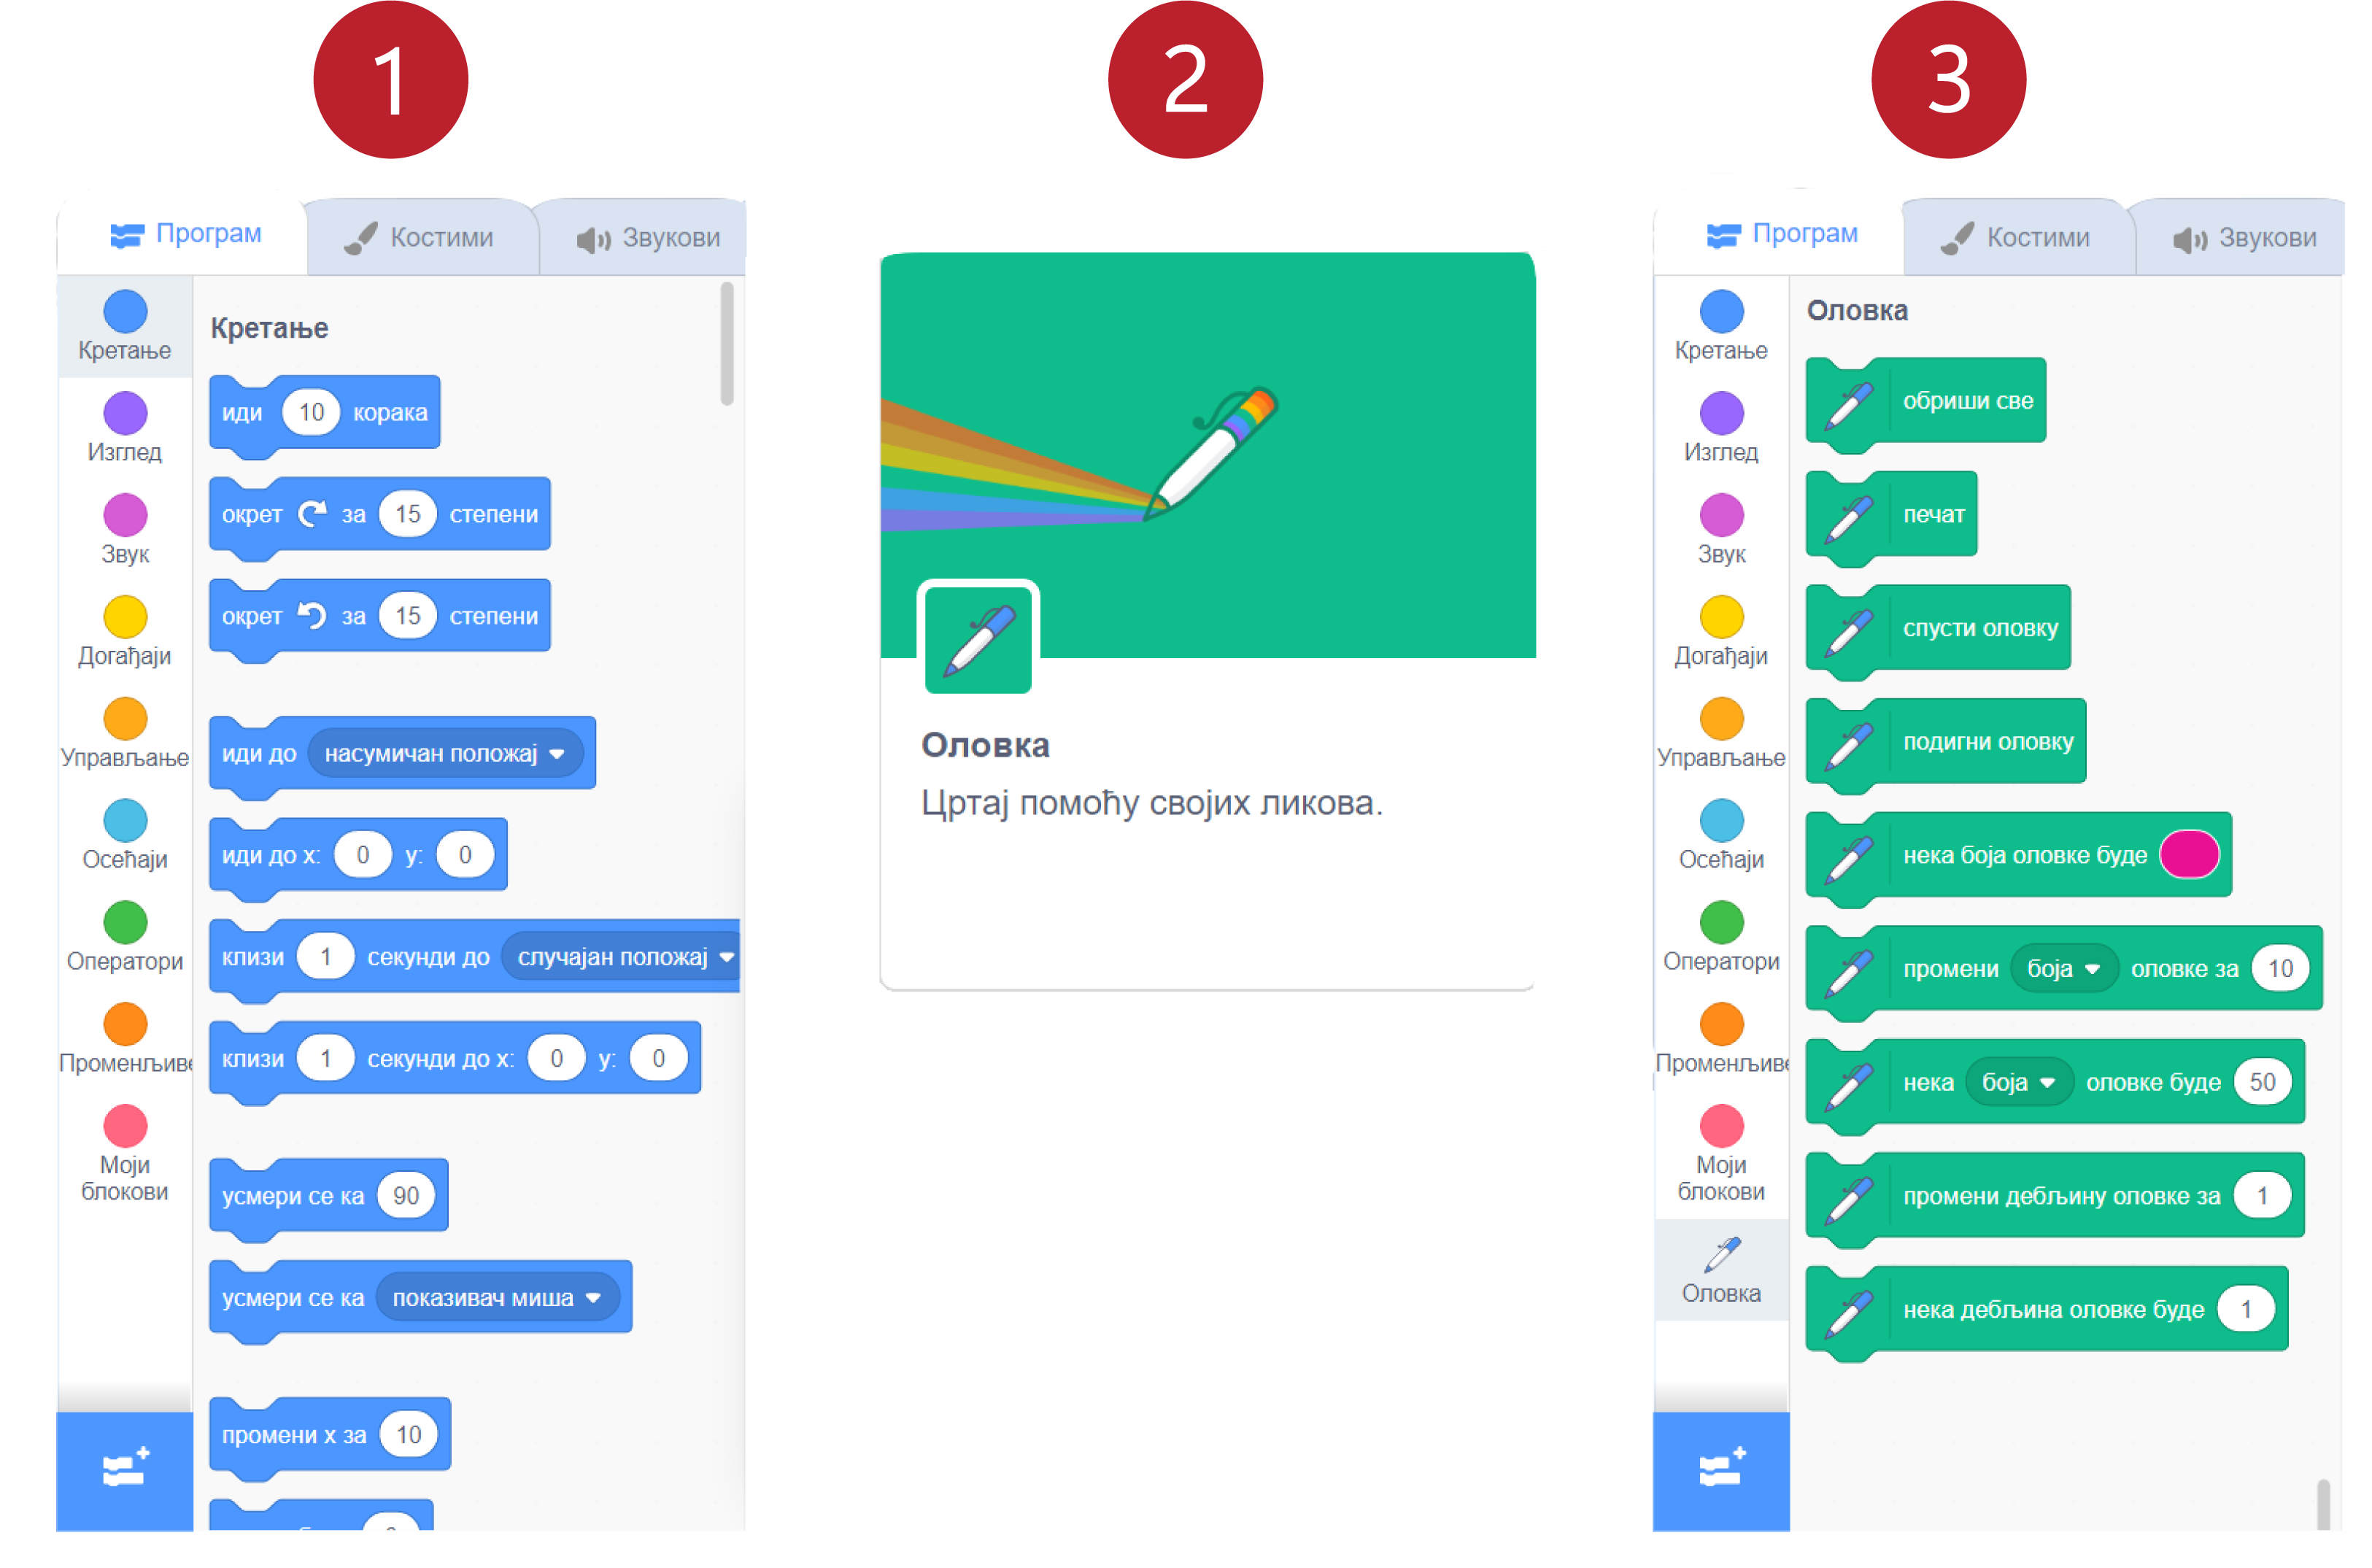 1
2
3
Програм Костими Звукови
Кретање
Изглед
Звук
Догађаји
Управљање
Осећаји
Оператори
Променљиве
Моји
блокови
Кретање
иди 10 корака
окрет за 15 степени
окрет за 15 степени
иди до насумичан положај
иди до x: 0 y: 0
клизи 1 секунди до случајан положај
клизи 1 секунди до x: 0 y: 0
усмери се ка 90
усмери се ка показивач миша
промени x за 10
Оловка
Цртај помоћу својих ликова.
Програм Костими Звукови
Кретање
Изглед
Звук
Догађаји
Управљање
Осећаји
Оператори
Променљиве
Моји
блокови
Оловка
Оловка
обриши све
печат
спусти оловку
подигни оловку
нека боја оловке буде
промени боја оловке за 10
нека боја оловке буде 50
промени дебљину оловке за 1
нека дебљина оловке буде 1